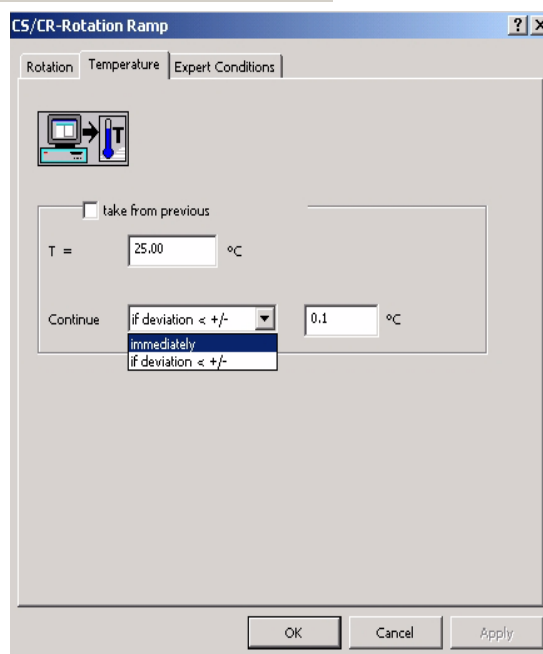 CS/CR-Rotation Ramp
Rotation Temperature Expert Conditions
T
take from previous
T = 25.00 °C
Continue if deviation < +/- 0.1 °C
immediately
if deviation < +/-
OK Cancel Apply